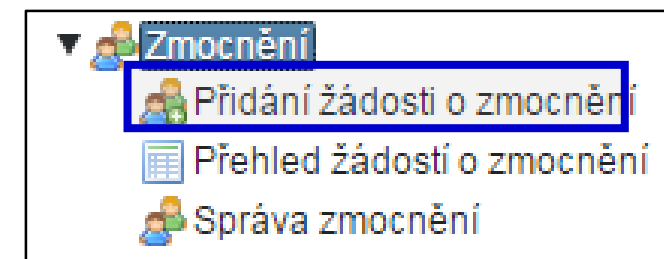 Zmocnění
Přidání žádosti o zmocnění
Přehled žádostí o zmocnění
Správa zmocnění